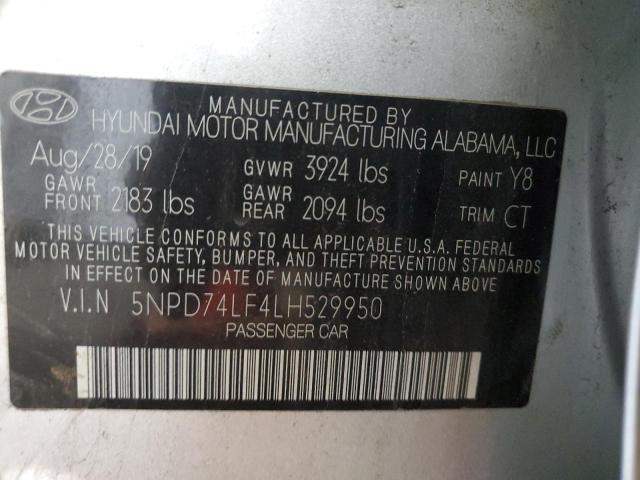 MANUFACTURED BY
HYUNDAI MOTOR MANUFACTURING ALABAMA, LLC
Aug/28/19 GVWR 3924 lbs PAINT Y8
GAWR FRONT 2183 lbs GAWR REAR 2094 lbs TRIM CT
THIS VEHICLE CONFORMS TO ALL APPLICABLE U.S.A. FEDERAL
MOTOR VEHICLE SAFETY, BUMPER, AND THEFT PREVENTION STANDARDS
IN EFFECT ON THE DATE OF MANUFACTURE SHOWN ABOVE
V.I.N 5NPD74LF4LH529950
PASSENGER CAR